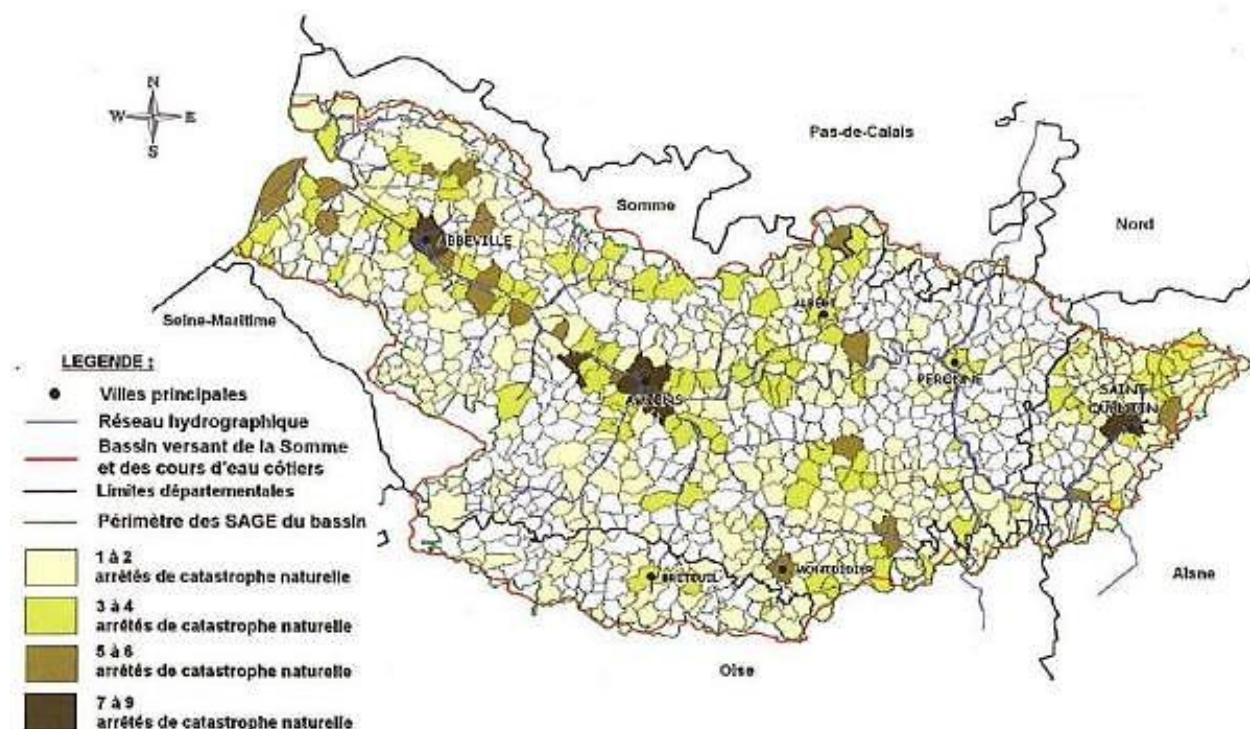 N
W E
S
Pas-de-Calais
Somme
Nord
ABBEVILLE
Seine-Maritime
ALBERT
PERONNE
SAINT
QUENTIN
AMIENS
MONTDIDIER
BRETEUIL
Aisne
Oise
LEGENDE :
Villes principales
Réseau hydrographique
Bassin versant de la Somme
et des cours d'eau côtiers
Limites départementales
Périmètre des SAGE du bassin
1 à 2
arrêtés de catastrophe naturelle
3 à 4
arrêtés de catastrophe naturelle
5 à 6
arrêtés de catastrophe naturelle
7 à 9
arrêtés de catastrophe naturelle